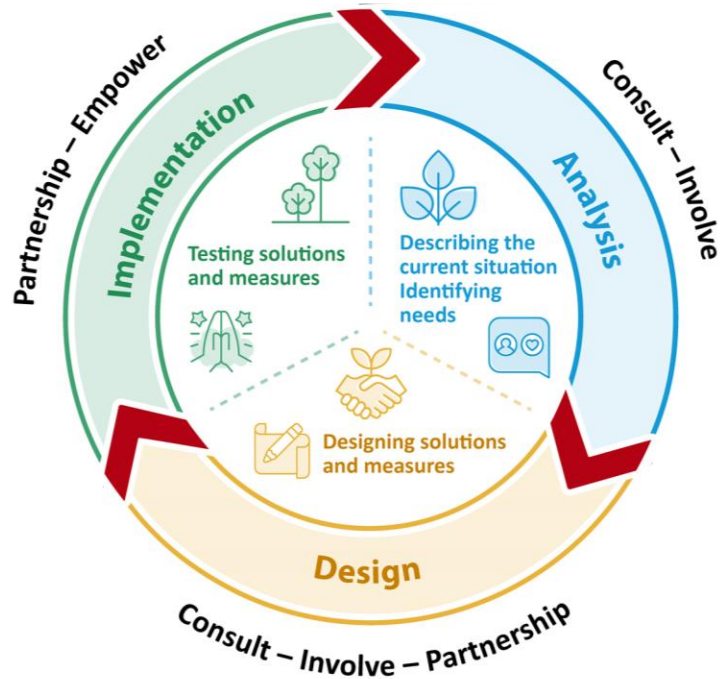 Partnership – Empower
Implementation
Testing solutions
and measures
Consult – Involve
Analysis
Describing the
current situation
Identifying
needs
Designing solutions
and measures
Design
Consult – Involve – Partnership